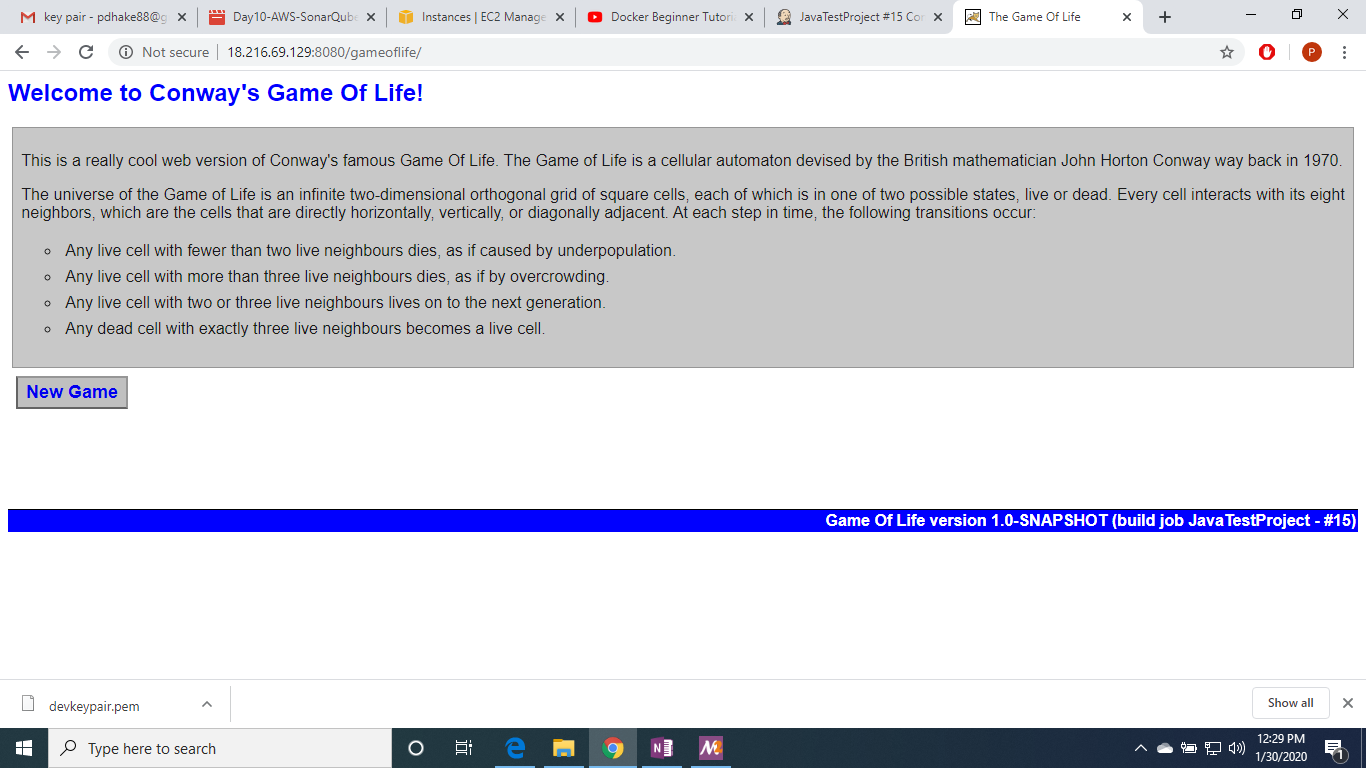 key pair - pdhake88@g
Day10-AWS-SonarQube
Instances | EC2 Manage
Docker Beginner Tutoria
JavaTestProject #15 Con
The Game Of Life
Not secure | 18.216.69.129:8080/gameoflife/
P
Welcome to Conway's Game Of Life!
This is a really cool web version of Conway's famous Game Of Life. The Game of Life is a cellular automaton devised by the British mathematician John Horton Conway way back in 1970.
The universe of the Game of Life is an infinite two-dimensional orthogonal grid of square cells, each of which is in one of two possible states, live or dead. Every cell interacts with its eight
neighbors, which are the cells that are directly horizontally, vertically, or diagonally adjacent. At each step in time, the following transitions occur:
Any live cell with fewer than two live neighbours dies, as if caused by underpopulation.
Any live cell with more than three live neighbours dies, as if by overcrowding.
Any live cell with two or three live neighbours lives on to the next generation.
Any dead cell with exactly three live neighbours becomes a live cell.
New Game
Game Of Life version 1.0-SNAPSHOT (build job JavaTestProject - #15)
devkeypair.pem
Show all
Type here to search
12:29 PM
1/30/2020
1